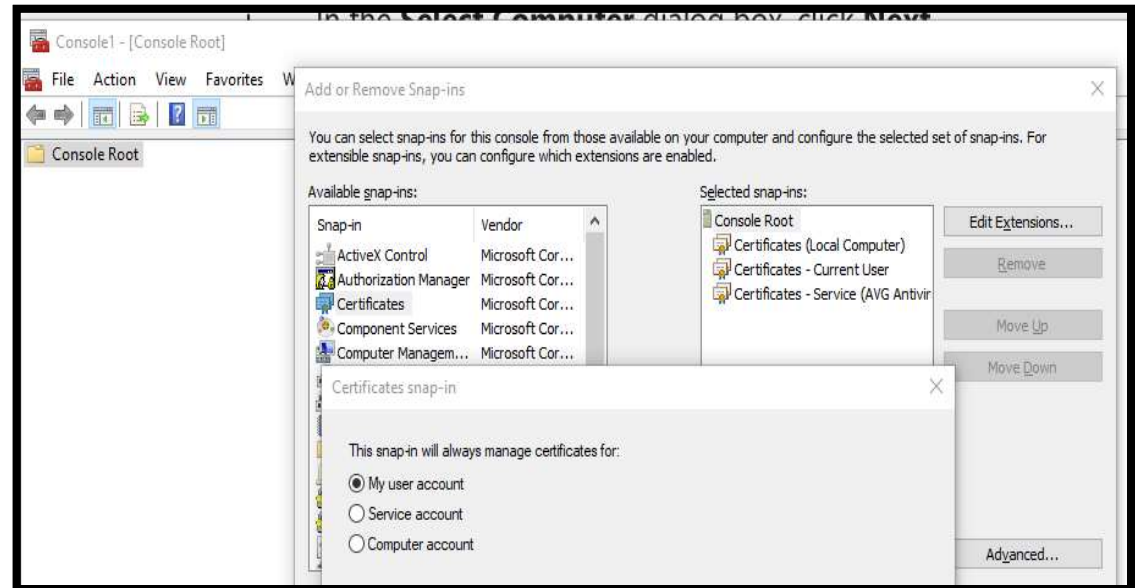 In the Select Computer dialog box, click Next
Console1 - [Console Root]
File Action View Favorites W
Add or Remove Snap-ins
You can select snap-ins for this console from those available on your computer and configure the selected set of snap-ins. For
extensible snap-ins, you can configure which extensions are enabled.
Available snap-ins:
Selected snap-ins:
Console Root
Snap-in Vendor
ActiveX Control Microsoft Cor...
Authorization Manager Microsoft Cor...
Certificates Microsoft Cor...
Component Services Microsoft Cor...
Computer Managem... Microsoft Cor...
Console Root
Certificates (Local Computer)
Certificates - Current User
Certificates - Service (AVG Antivir
Edit Extensions...
Remove
Move Up
Move Down
Certificates snap-in
This snap-in will always manage certificates for:
My user account
Service account
Computer account
Advanced...